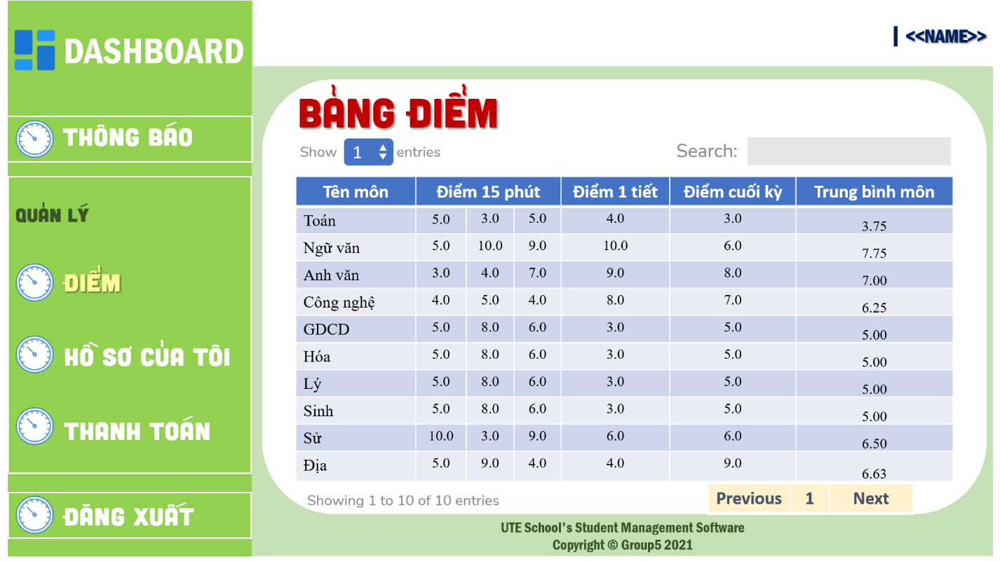 DASHBOARD
<<NAME>>
THÔNG BÁO
QUẢN LÝ
ĐIỂM
HỒ SƠ CỦA TÔI
THANH TOÁN
ĐĂNG XUẤT
BẢNG ĐIỂM
Show 1 entries
Search:
Tên môn Điểm 15 phút Điểm 1 tiết Điểm cuối kỳ Trung bình môn
Toán 5.0 3.0 5.0 4.0 3.0 3.75
Ngữ văn 5.0 10.0 9.0 10.0 6.0 7.75
Anh văn 3.0 4.0 7.0 9.0 8.0 7.00
Công nghệ 4.0 5.0 4.0 8.0 7.0 6.25
GDCD 5.0 8.0 6.0 3.0 5.0 5.00
Hóa 5.0 8.0 6.0 3.0 5.0 5.00
Lý 5.0 8.0 6.0 3.0 5.0 5.00
Sinh 5.0 8.0 6.0 3.0 5.0 5.00
Sử 10.0 3.0 9.0 6.0 6.0 6.50
Địa 5.0 9.0 4.0 4.0 9.0 6.63
Showing 1 to 10 of 10 entries
Previous 1 Next
UTE School's Student Management Software
Copyright © Group5 2021